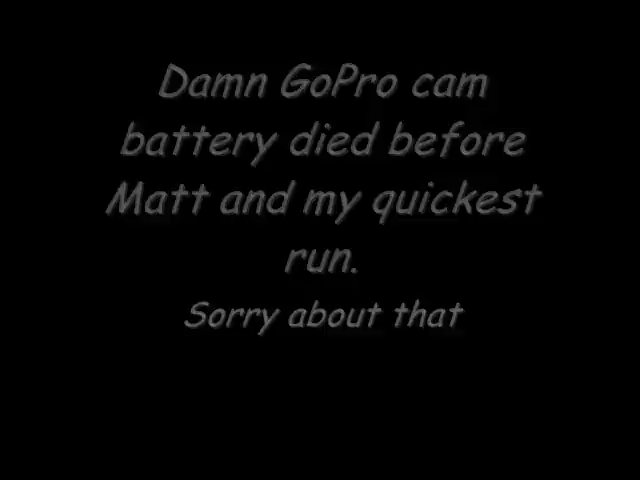 Damn GoPro cam
battery died before
Matt and my quickest
run.
Sorry about that